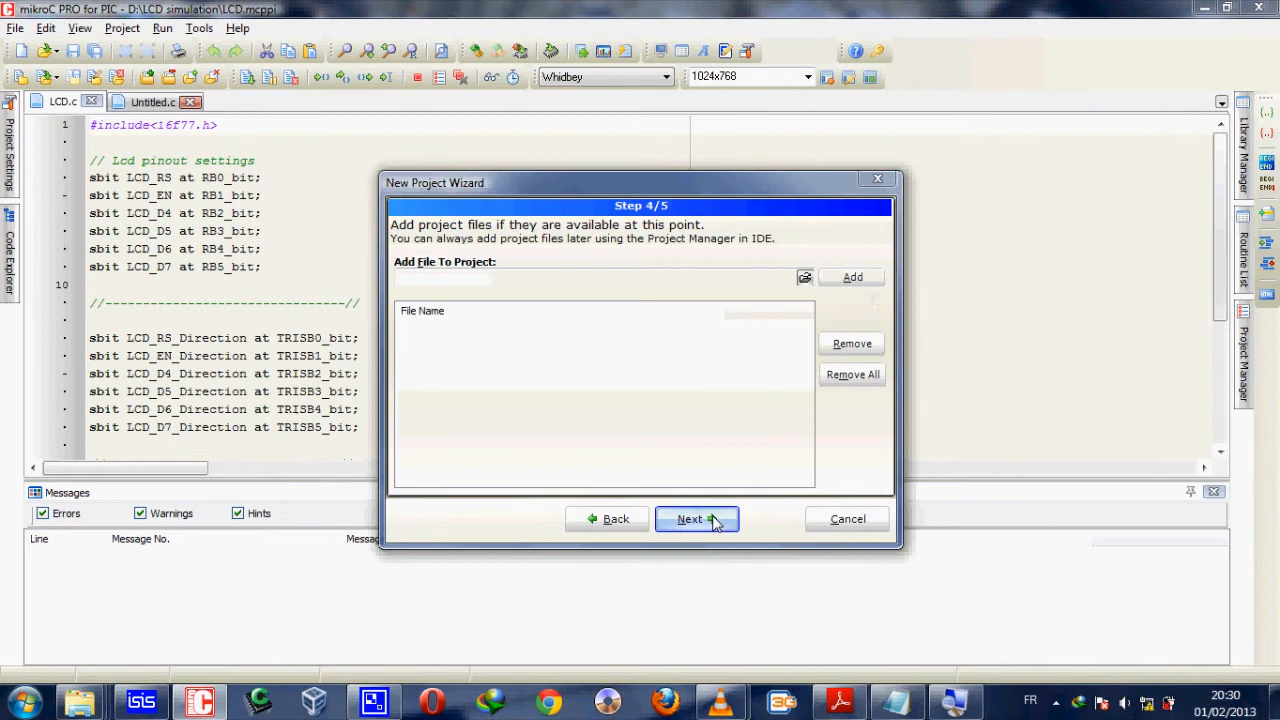 mikroC PRO for PIC - D:\LCD simulation\LCD.mcppi
File Edit View Project Run Tools Help
Whidbey 1024x768
LCD.c Untitled.c
Project Settings
Code Explorer
Library Manager
Routine List
Project Manager
1 #include<16f77.h>
// Lcd pinout settings
sbit LCD_RS at RB0_bit;
sbit LCD_EN at RB1_bit;
sbit LCD_D4 at RB2_bit;
sbit LCD_D5 at RB3_bit;
sbit LCD_D6 at RB4_bit;
sbit LCD_D7 at RB5_bit;
10
//--------------------------------//
sbit LCD_RS_Direction at TRISB0_bit;
sbit LCD_EN_Direction at TRISB1_bit;
sbit LCD_D4_Direction at TRISB2_bit;
sbit LCD_D5_Direction at TRISB3_bit;
sbit LCD_D6_Direction at TRISB4_bit;
sbit LCD_D7_Direction at TRISB5_bit;
New Project Wizard
Step 4/5
Add project files if they are available at this point.
You can always add project files later using the Project Manager in IDE.
Add File To Project:
Add
File Name
Remove
Remove All
Back Next Cancel
Messages
Errors Warnings Hints
Line Message No. Messa
isis
3G
FR
20:30
01/02/2013